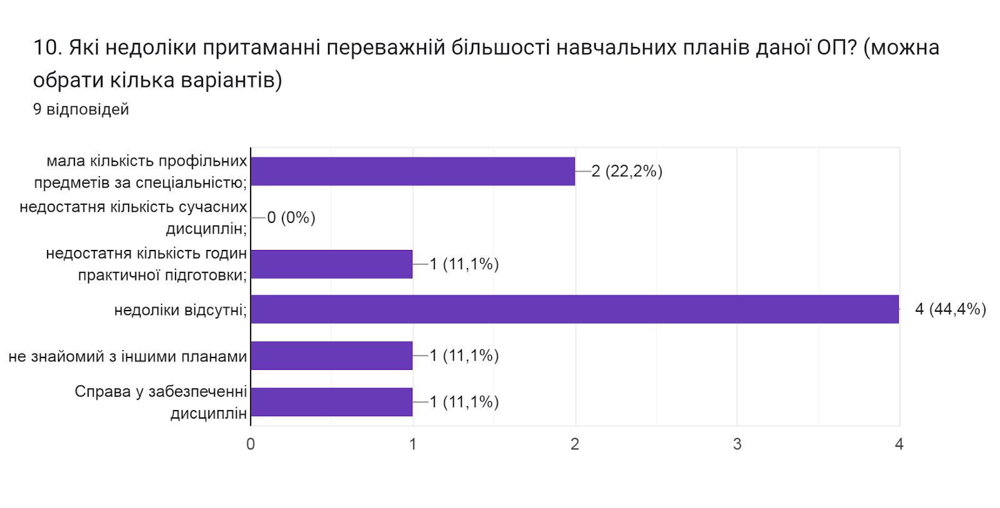 10. Які недоліки притаманні переважній більшості навчальних планів даної ОП? (можна
обрати кілька варіантів)
9 відповідей
мала кількість профільних
предметів за спеціальністю;
2 (22,2%)
недостатня кількість сучасних
дисциплін;
0 (0%)
недостатня кількість годин
практичної підготовки;
1 (11,1%)
недоліки відсутні;
4 (44,4%)
не знайомий з іншими планами
1 (11,1%)
Справа у забезпеченні
дисциплін
1 (11,1%)
0 1 2 3 4